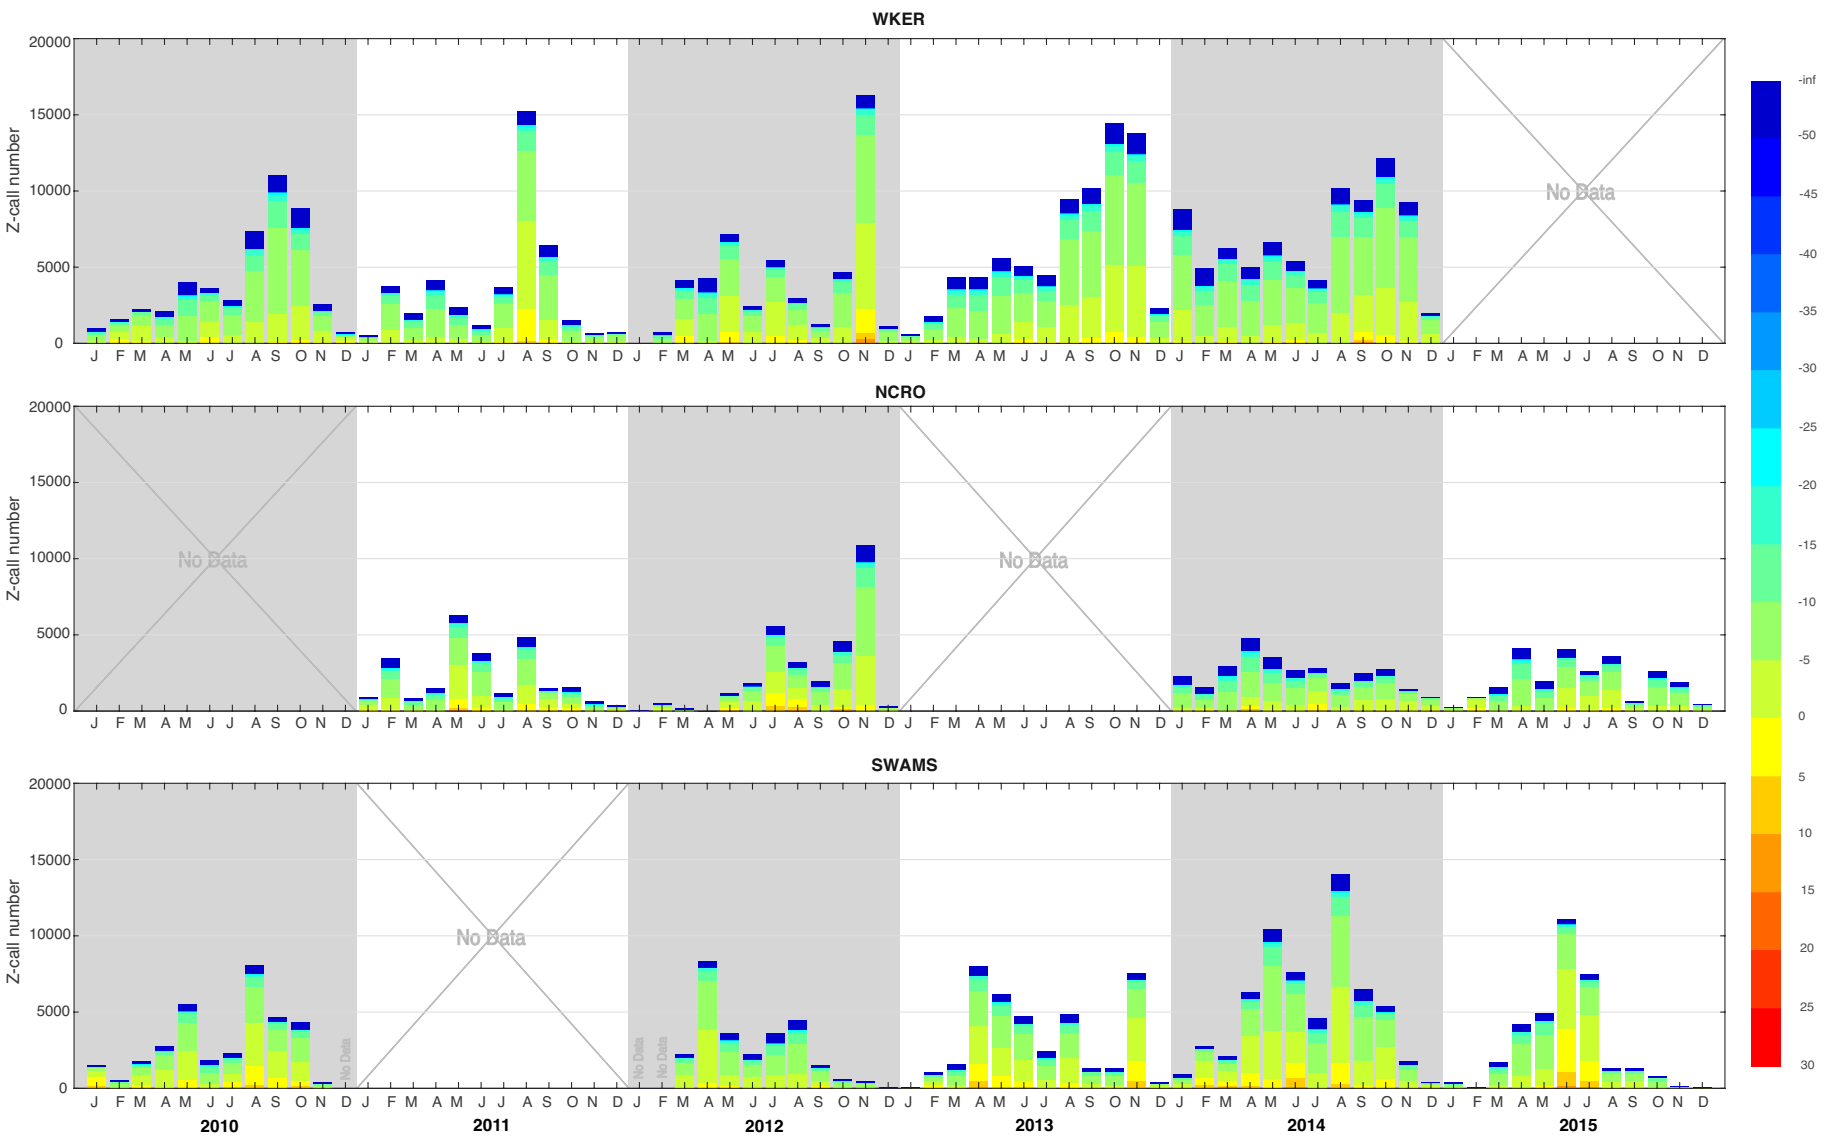 WKER
20000
15000
10000
5000
0
Z-call number
No Data
J F M A M J J A S O N D J F M A M J J A S O N D J F M A M J J A S O N D J F M A M J J A S O N D J F M A M J J A S O N D J F M A M J J A S O N D
NCRO
20000
15000
10000
5000
0
Z-call number
No Data
No Data
J F M A M J J A S O N D J F M A M J J A S O N D J F M A M J J A S O N D J F M A M J J A S O N D J F M A M J J A S O N D J F M A M J J A S O N D
SWAMS
20000
15000
10000
5000
0
Z-call number
No Data
No Data
No Data
No Data
J F M A M J J A S O N D J F M A M J J A S O N D J F M A M J J A S O N D J F M A M J J A S O N D J F M A M J J A S O N D J F M A M J J A S O N D
2010 2011 2012 2013 2014 2015
-inf
-50
-45
-40
-35
-30
-25
-20
-15
-10
-5
0
5
10
15
20
25
30